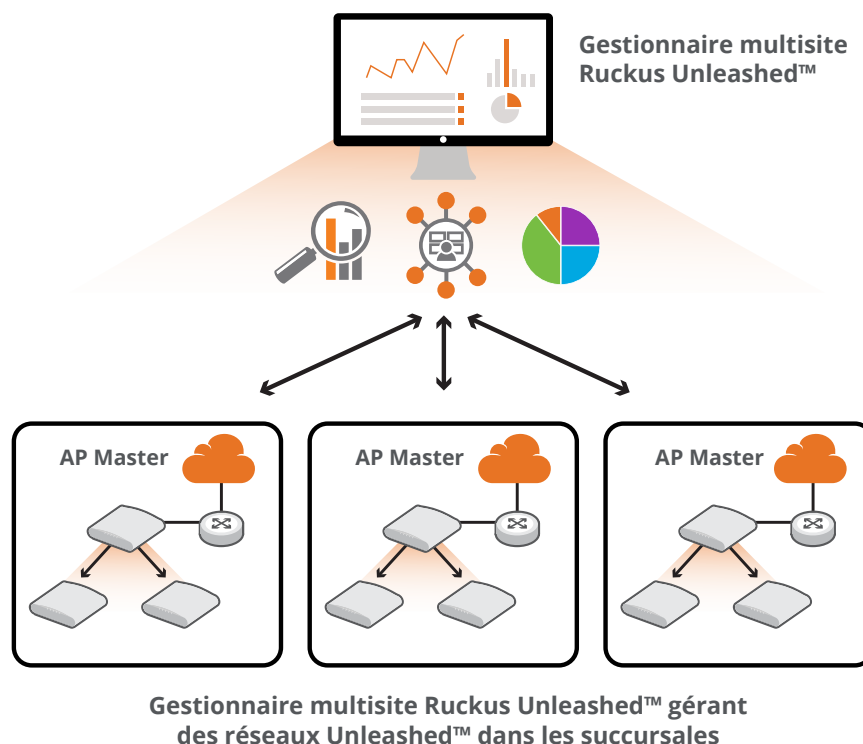 Gestionnaire multisite
Ruckus Unleashed™
AP Master
AP Master
AP Master
Gestionnaire multisite Ruckus Unleashed™ gérant
des réseaux Unleashed™ dans les succursales